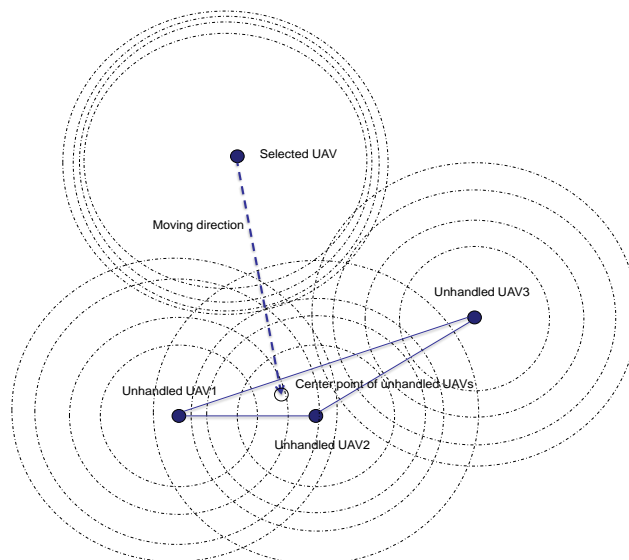 Selected UAV
Moving direction
Unhandled UAV3
Center point of unhandled UAVs
Unhandled UAV1
Unhandled UAV2